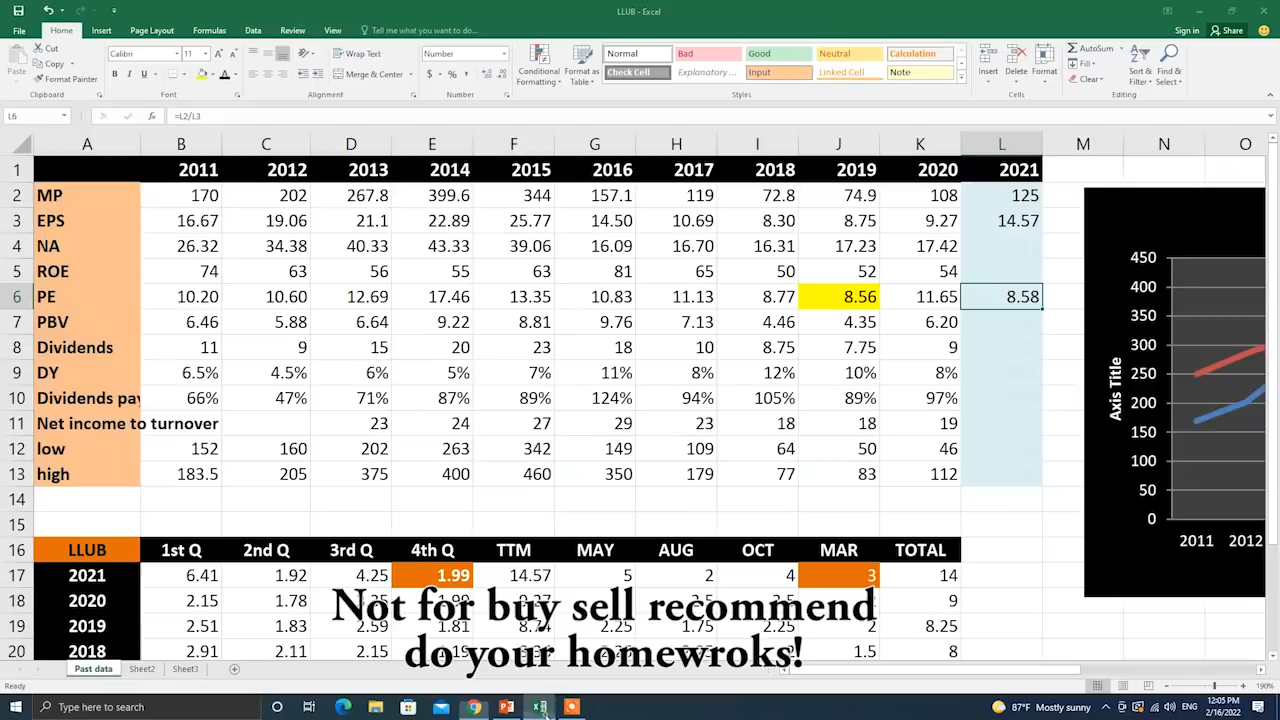 LLUB - Excel
File Home Insert Page Layout Formulas Data Review View Tell me what you want to do... Sign in Share
Cut
Copy
Format Painter
Paste
Clipboard
Calibri 11
Font
Wrap Text
Merge & Center
Alignment
Number
Number
Conditional Formatting Format as Table
Normal Bad Good Neutral Calculation
Check Cell Explanatory ... Input Linked Cell Note
Styles
Insert Delete Format
Cells
AutoSum
Fill
Clear
Sort & Filter Find & Select
Editing
L6 =L2/L3
A B C D E F G H I J K L M N O
1 2011 2012 2013 2014 2015 2016 2017 2018 2019 2020 2021
2 MP 170 202 267.8 399.6 344 157.1 119 72.8 74.9 108 125
3 EPS 16.67 19.06 21.1 22.89 25.77 14.50 10.69 8.30 8.75 9.27 14.57
4 NA 26.32 34.38 40.33 43.33 39.06 16.09 16.70 16.31 17.23 17.42
5 ROE 74 63 56 55 63 81 65 50 52 54
6 PE 10.20 10.60 12.69 17.46 13.35 10.83 11.13 8.77 8.56 11.65 8.58
7 PBV 6.46 5.88 6.64 9.22 8.81 9.76 7.13 4.46 4.35 6.20
8 Dividends 11 9 15 20 23 18 10 8.75 7.75 9
9 DY 6.5% 4.5% 6% 5% 7% 11% 8% 12% 10% 8%
10 Dividends pay 66% 47% 71% 87% 89% 124% 94% 105% 89% 97%
11 Net income to turnover 23 24 27 29 23 18 18 19
12 low 152 160 202 263 342 149 109 64 50 46
13 high 183.5 205 375 400 460 350 179 77 83 112
14
15
16 LLUB 1st Q 2nd Q 3rd Q 4th Q TTM MAY AUG OCT MAR TOTAL
17 2021 6.41 1.92 4.25 1.99 14.57 5 2 4 3 14
18 2020 2.15 1.78 9
19 2019 2.51 1.83 2.59 1.81 1.75 2 8.25
20 2018 2.91 2.11 2.15 1.5 8
450
400
350
300
250
200
150
100
50
0
Axis Title
2011 2012
Not for buy sell recommend
do your homewroks!
Past data Sheet2 Sheet3
Ready 190%
Type here to search
87°F Mostly sunny
12:05 PM
2/16/2022